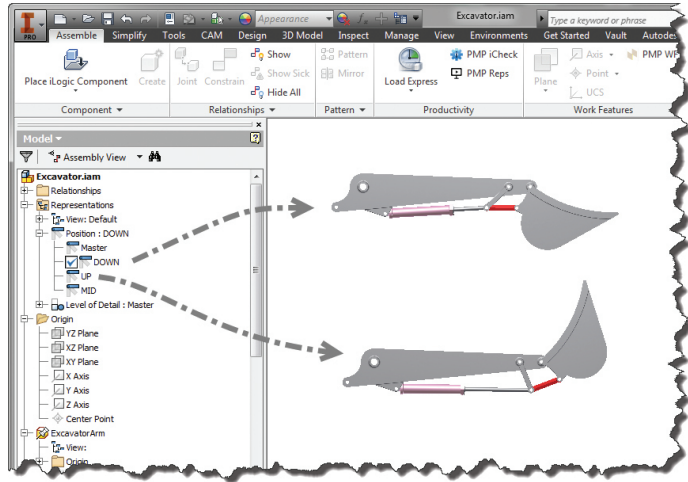 Appearance
Excavator.iam
Type a keyword or phrase
PRO
Assemble Simplify Tools CAM Design 3D Model Inspect Manage View Environments Get Started Vault Autodes
Place iLogic Component
Create
Joint
Constrain
Show
Show Sick
Hide All
Pattern
Mirror
Load Express
PMP iCheck
PMP Reps
Plane
Axis
Point
UCS
PMP WF
Component
Relationships
Pattern
Productivity
Work Features
Model
Assembly View
Excavator.iam
Relationships
Representations
View: Default
Position : DOWN
Master
DOWN
UP
MID
Level of Detail : Master
Origin
YZ Plane
XZ Plane
XY Plane
X Axis
Y Axis
Z Axis
Center Point
ExcavatorArm
View:
Origin